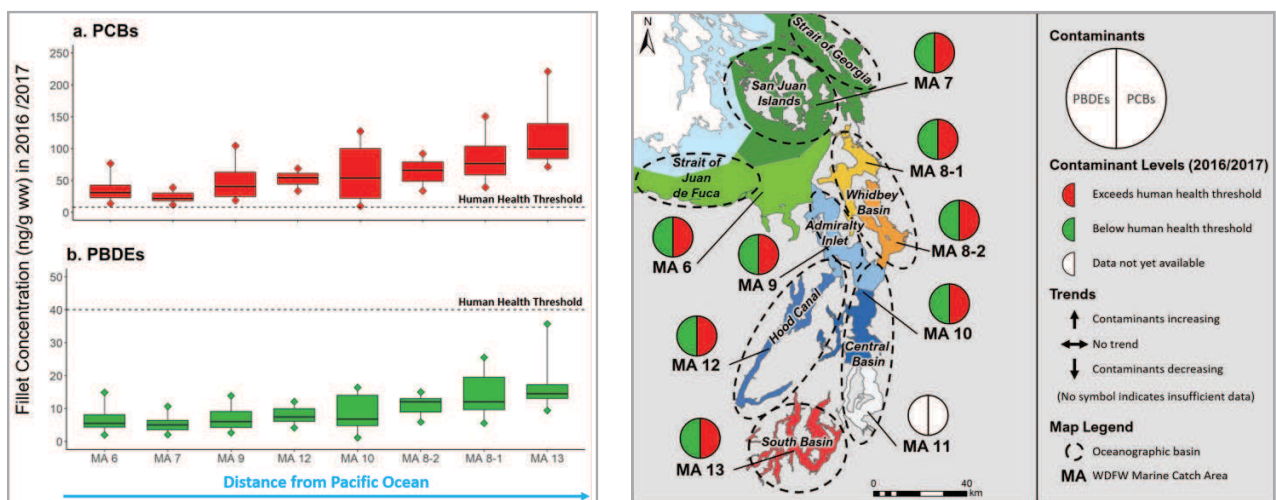 a. PCBs
250
200
150
100
50
0
Human Health Threshold
Fillet Concentration (ng/g ww) in 2016 /2017
b. PBDEs
50
40
30
20
10
0
Human Health Threshold
MA 6 MA 7 MA 9 MA 12 MA 10 MA 8-2 MA 8-1 MA 13
Distance from Pacific Ocean
N
Strait of Georgia
San Juan
Islands
MA 7
Strait of
Juan
de Fuca
MA 8-1
Whidbey
Basin
Admiralty
Inlet
MA 8-2
MA 6
MA 9
MA 10
Hood Canal
MA 12
Central
Basin
MA 11
South Basin
MA 13
0 20 40
km
Contaminants
PBDEs PCBs
Contaminant Levels (2016/2017)
Exceeds human health threshold
Below human health threshold
Data not yet available
Trends
Contaminants increasing
No trend
Contaminants decreasing
(No symbol indicates insufficient data)
Map Legend
Oceanographic basin
MA WDFW Marine Catch Area